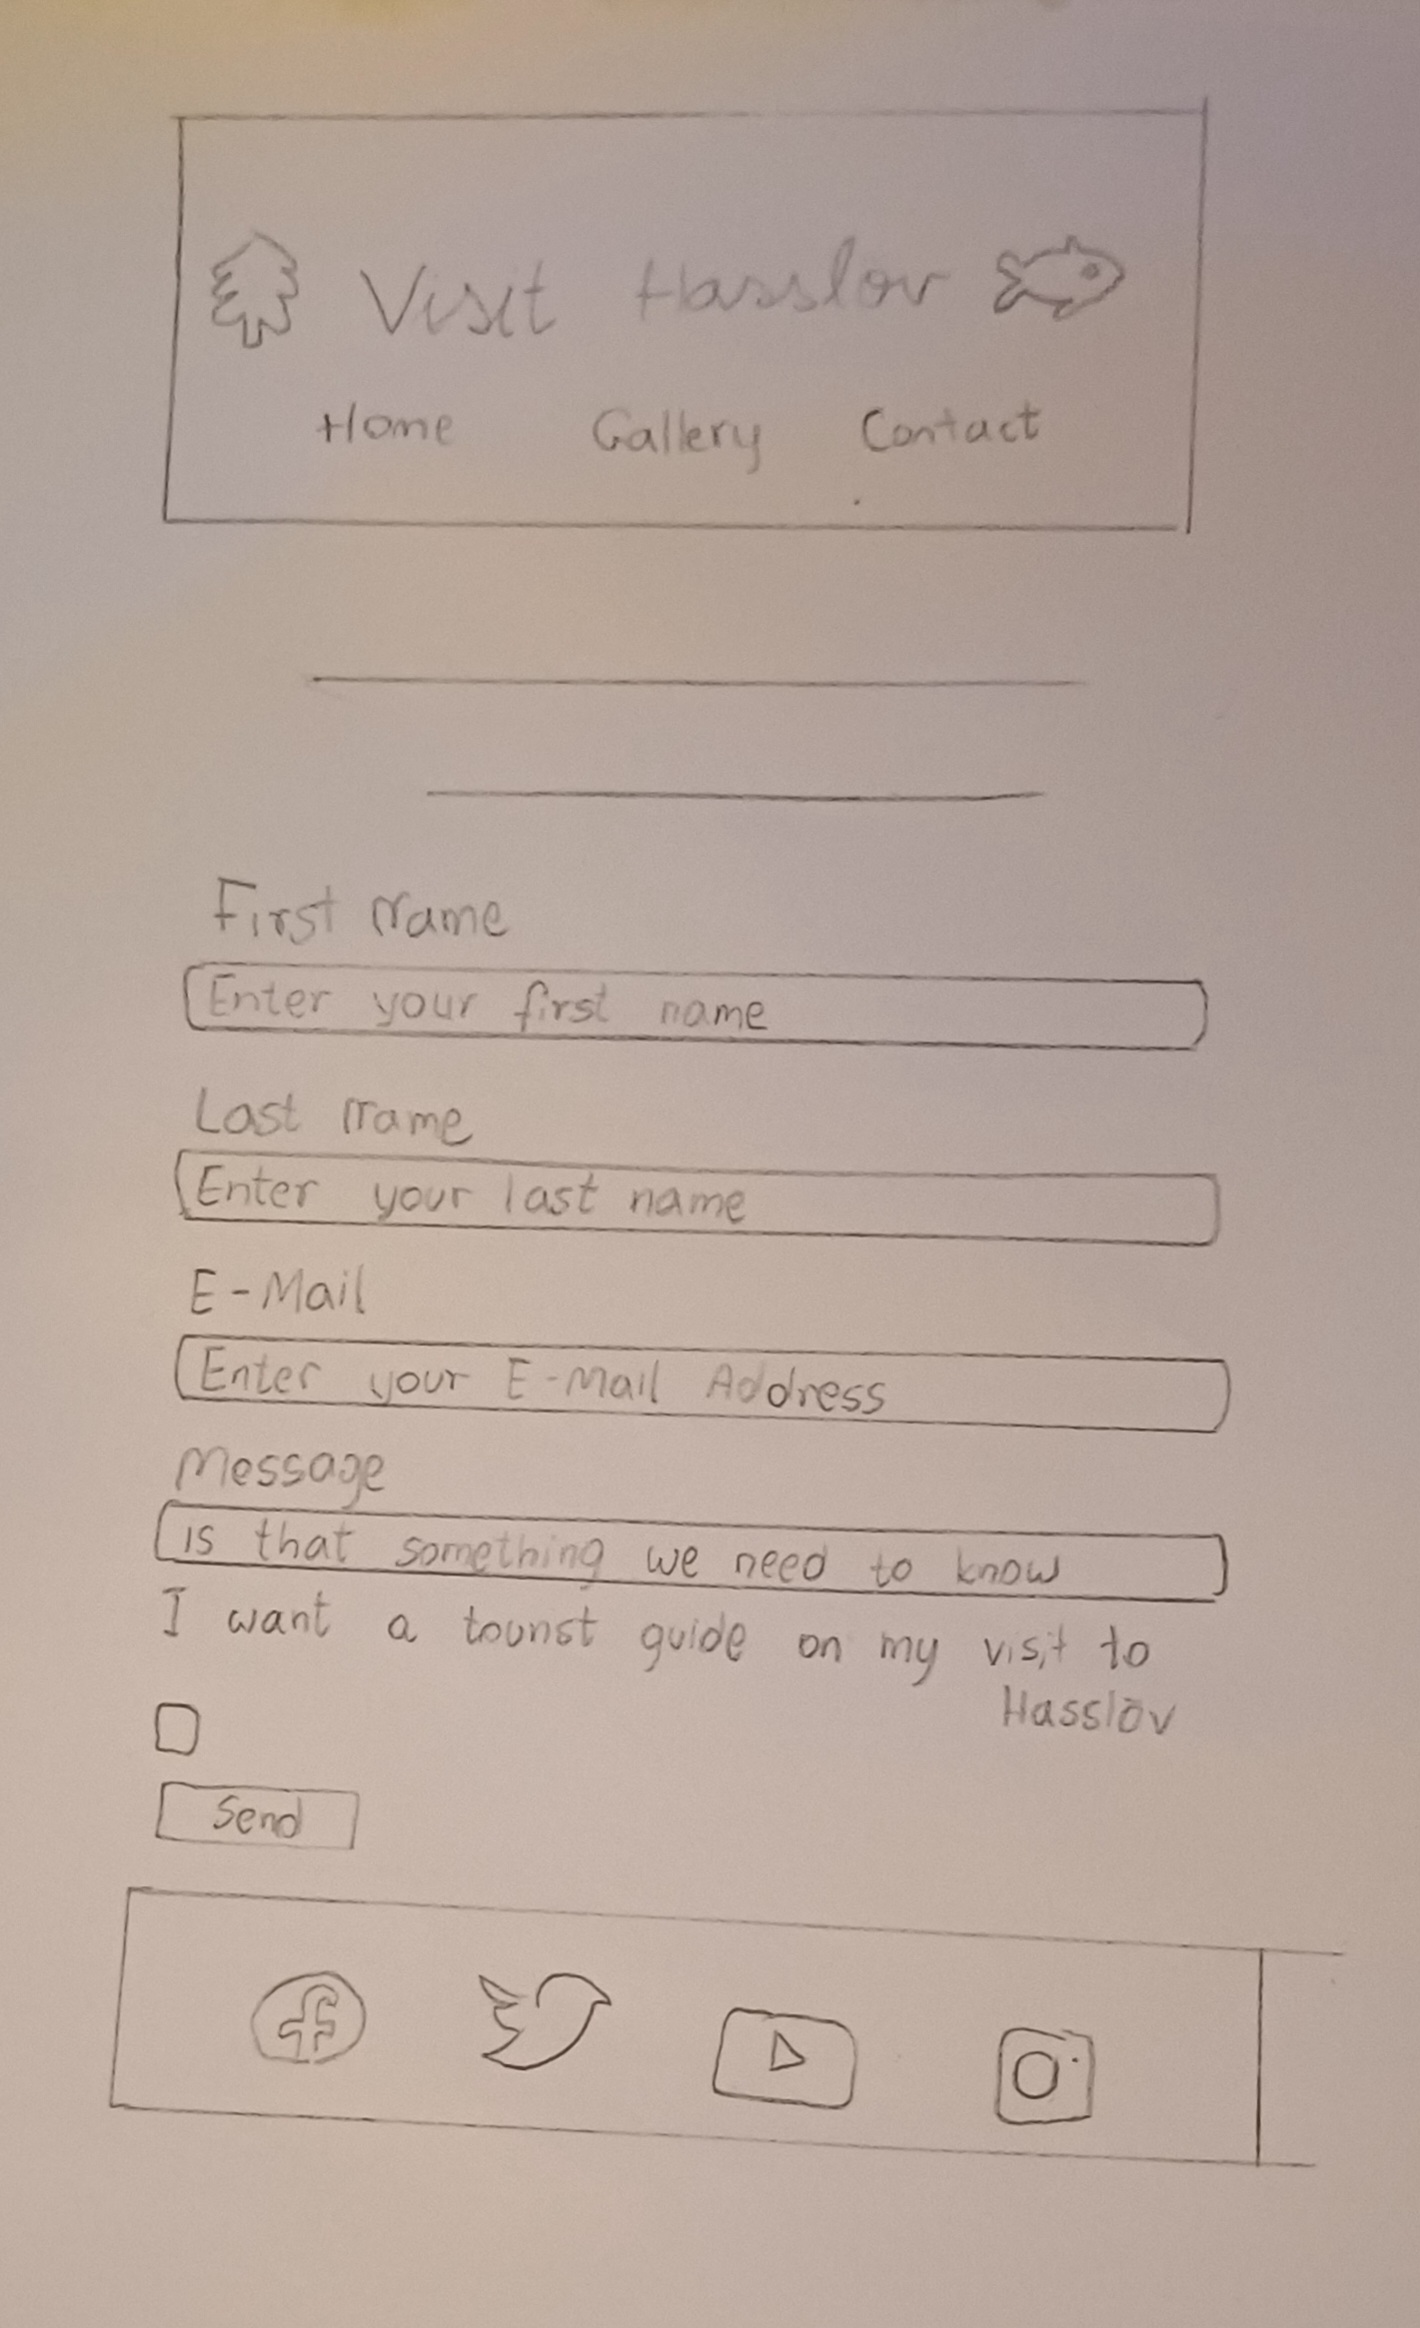 Visit Hasslov
Home Gallery Contact
First Name
Enter your first name
Last Name
Enter your last name
E-Mail
Enter your E-Mail Address
Message
is that something we need to know
I want a tourist guide on my visit to
Hasslöv
Send
f